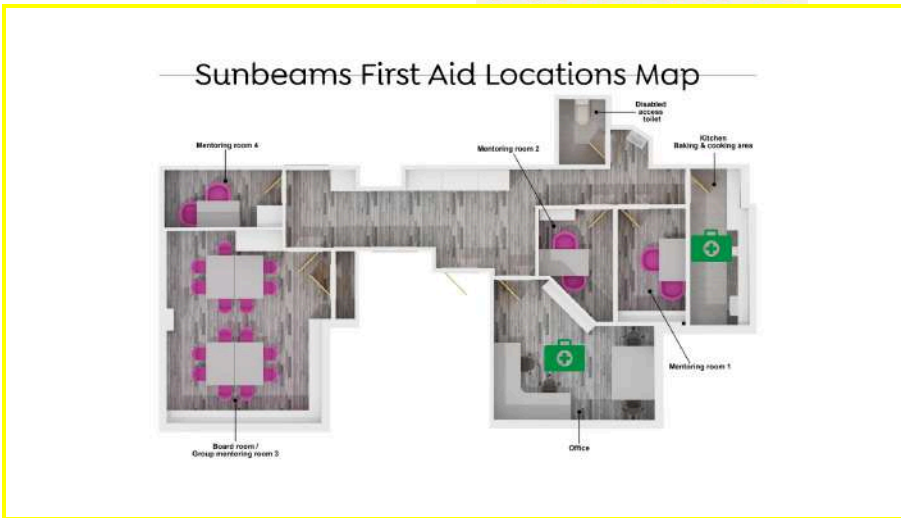 Sunbeams First Aid Locations Map
Disabled
access
toilet
Mentoring room 4
Mentoring room 2
Kitchen
Baking & cooking area
Mentoring room 1
Board room /
Group mentoring room 3
Office